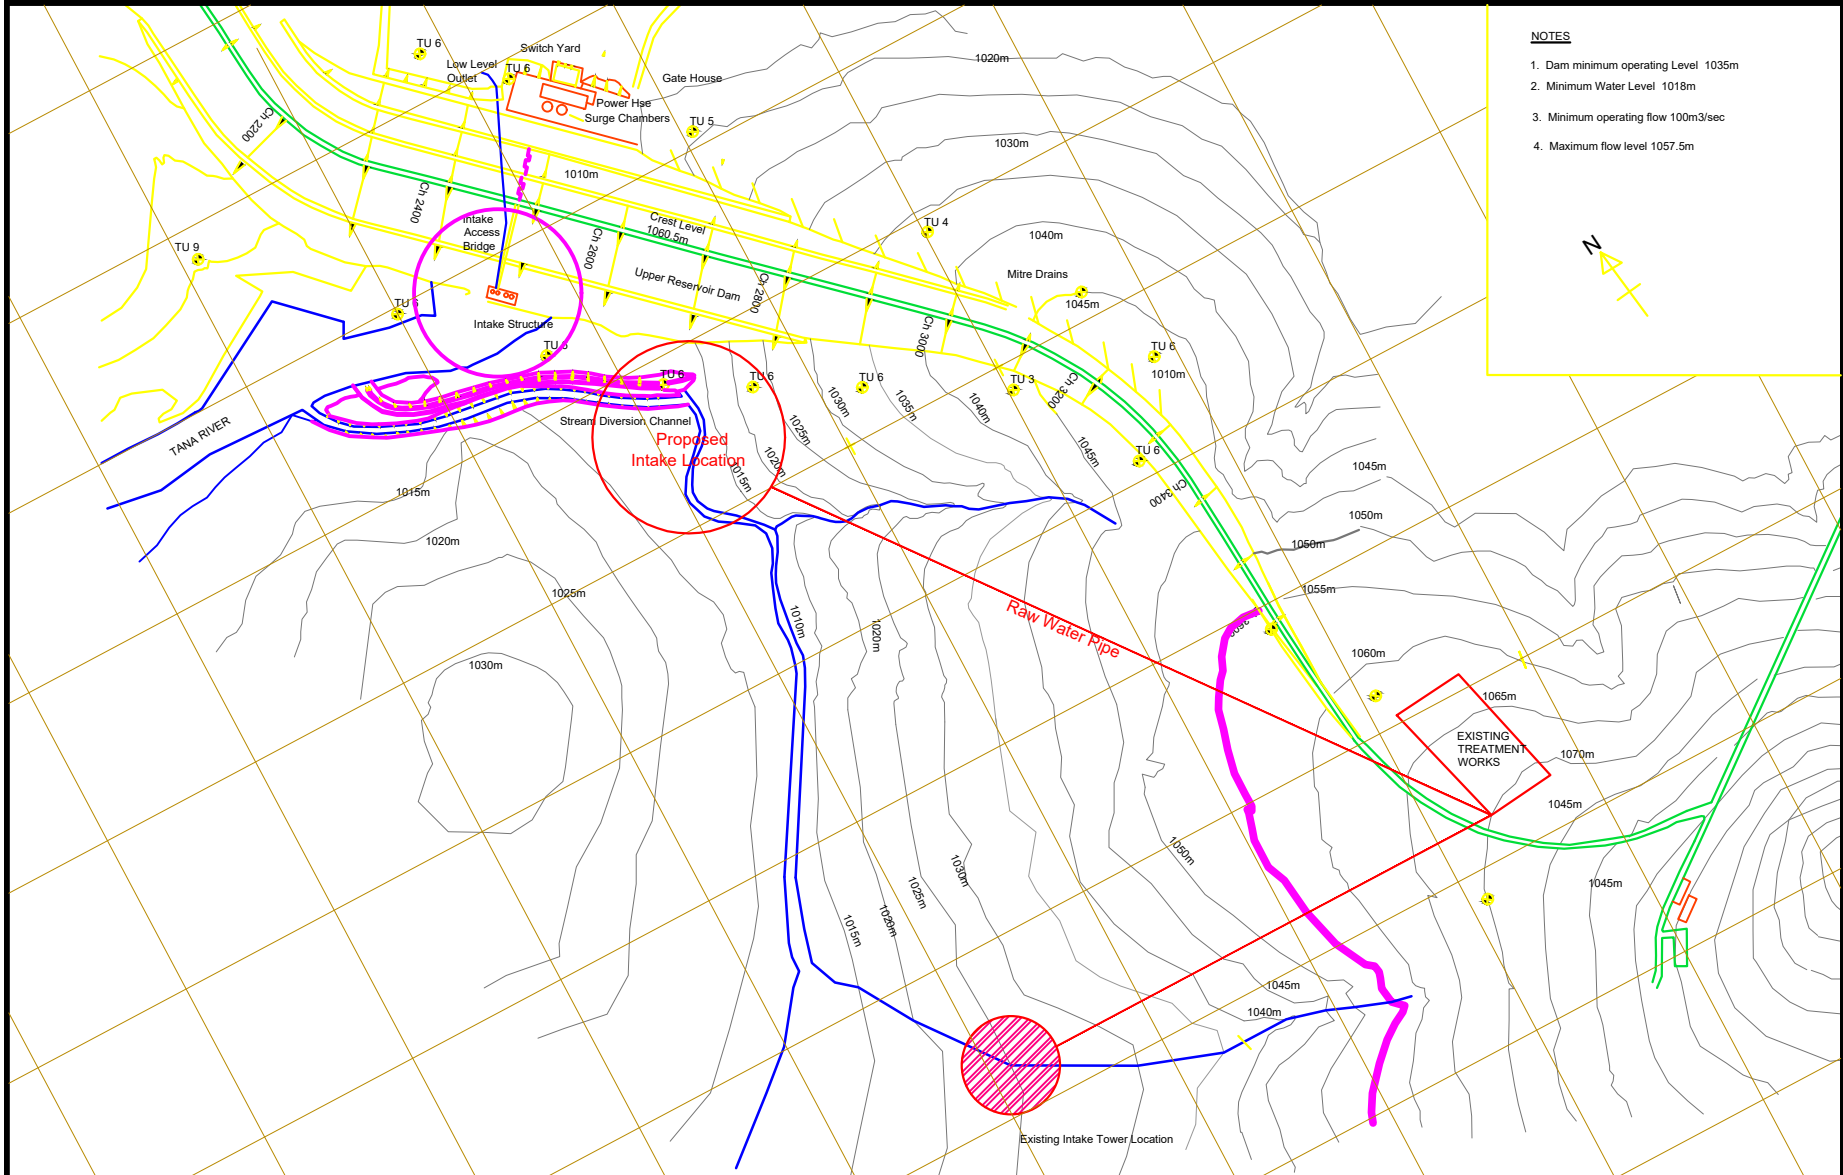 NOTES
1. Dam minimum operating Level 1035m
2. Minimum Water Level 1018m
3. Minimum operating flow 100m3/sec
4. Maximum flow level 1057.5m
N
TU 6
Switch Yard
Low Level
Outlet
TU 6
Gate House
1020m
Power Hse
Surge Chambers
TU 5
Ch 2200
1030m
1010m
Ch 2400
Intake
Access
Bridge
Crest Level
1060.5m
TU 4
1040m
TU 9
Ch 2600
Upper Reservoir Dam
Ch 2800
Mitre Drains
1045m
TU 6
Intake Structure
Ch 3000
TU 6
TU 6
TU 6
TU 6
TU 3
TU 6
1010m
Ch 3200
1030m
1035m
1040m
TANA RIVER
Stream Diversion Channel
1025m
Proposed
Intake Location
1020m
1015m
1045m
TU 6
1045m
1015m
Ch 3400
1050m
1020m
1050m
1025m
1055m
1010m
1020m
Raw Water Pipe
3600
1030m
1060m
1065m
EXISTING
TREATMENT
WORKS
1070m
1045m
1050m
1030m
1025m
1020m
1015m
1045m
1045m
1040m
Existing Intake Tower Location